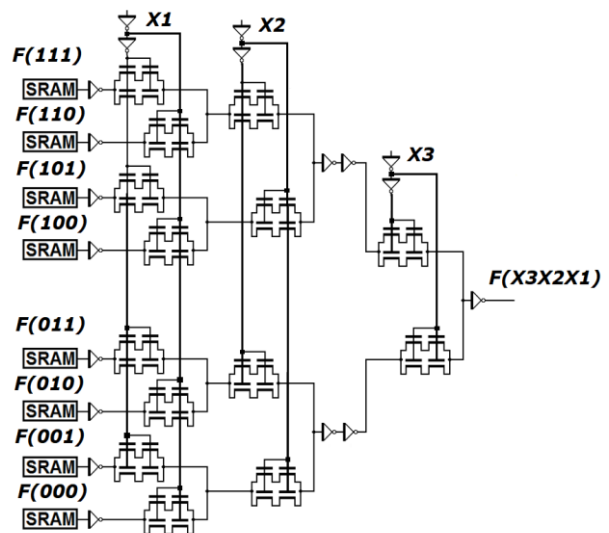 X1
X2
F(111)
SRAM
F(110)
SRAM
F(101)
SRAM
X3
F(100)
SRAM
F(X3X2X1)
F(011)
SRAM
F(010)
SRAM
F(001)
SRAM
F(000)
SRAM